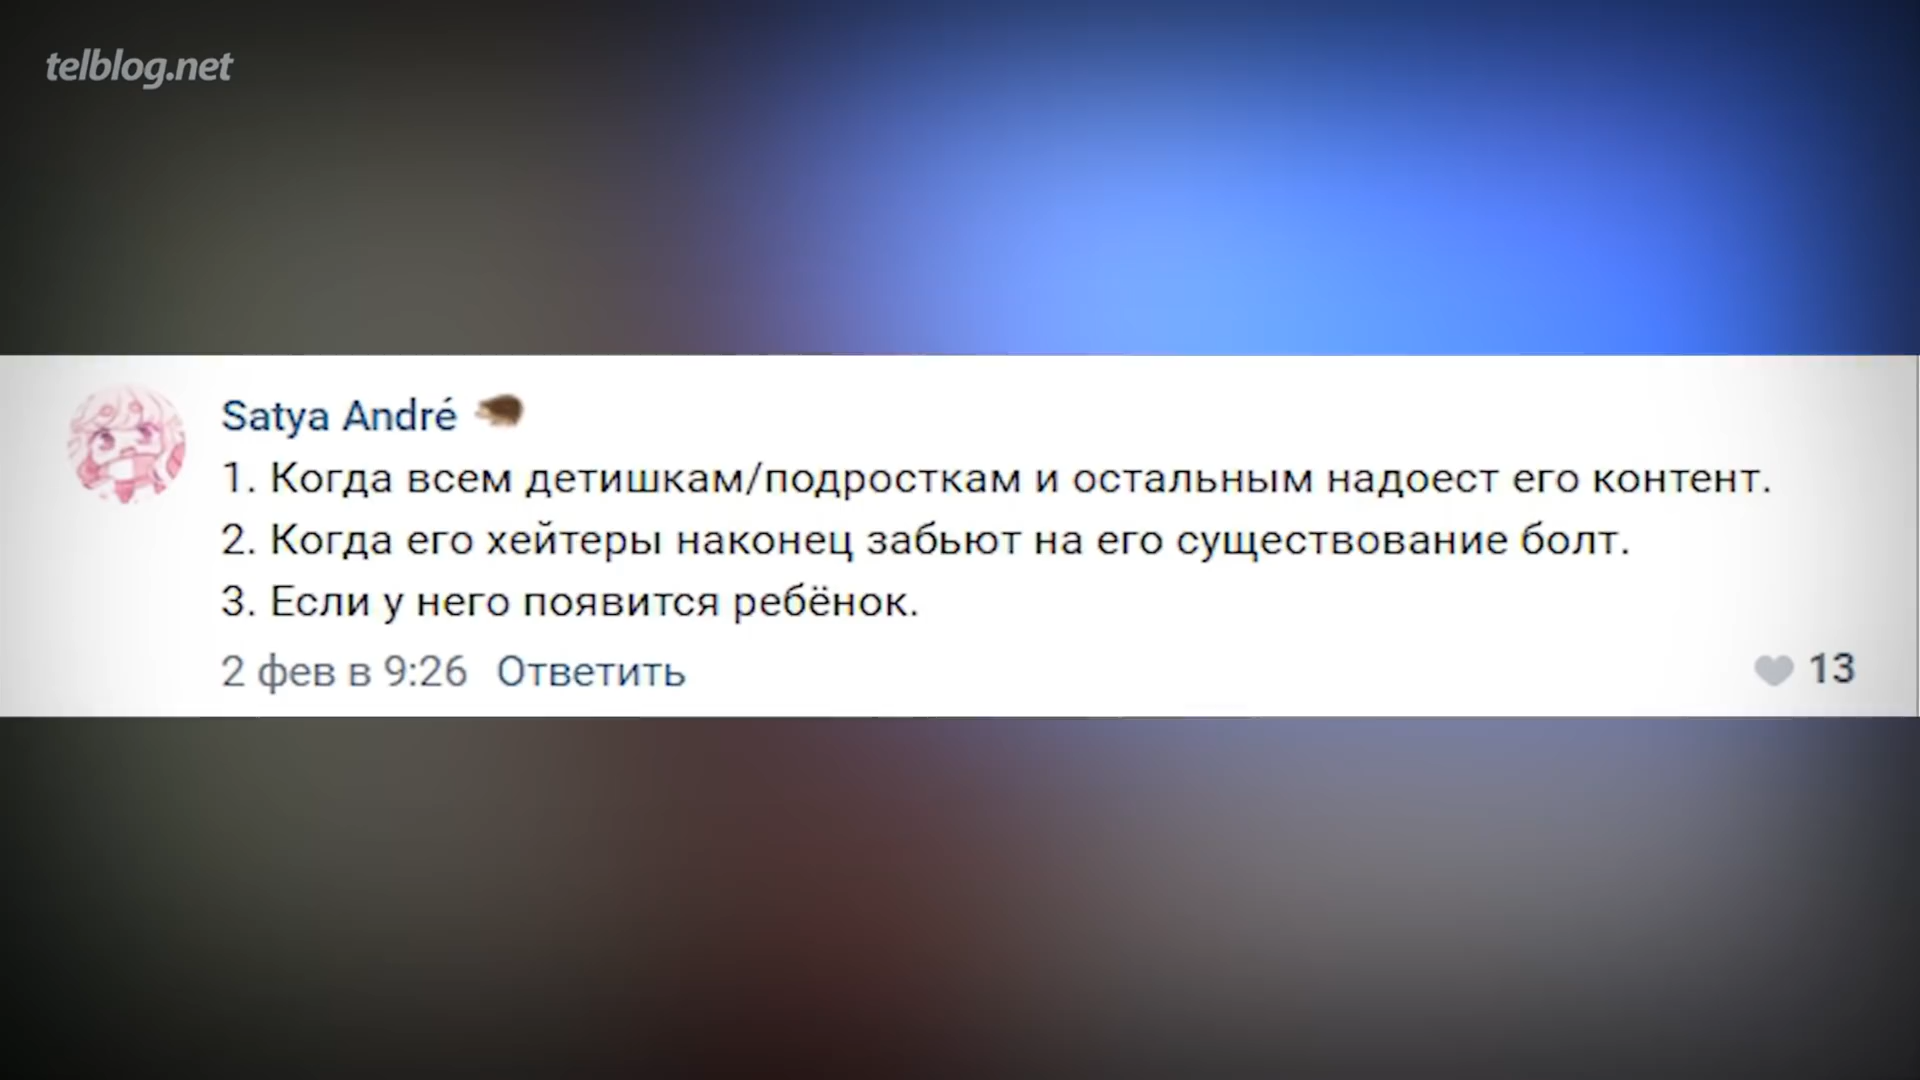 telblog.net
Satya André
1. Когда всем детишкам/подросткам и остальным надоест его контент.
2. Когда его хейтеры наконец забьют на его существование болт.
3. Если у него появится ребёнок.
2 фев в 9:26 Ответить 13